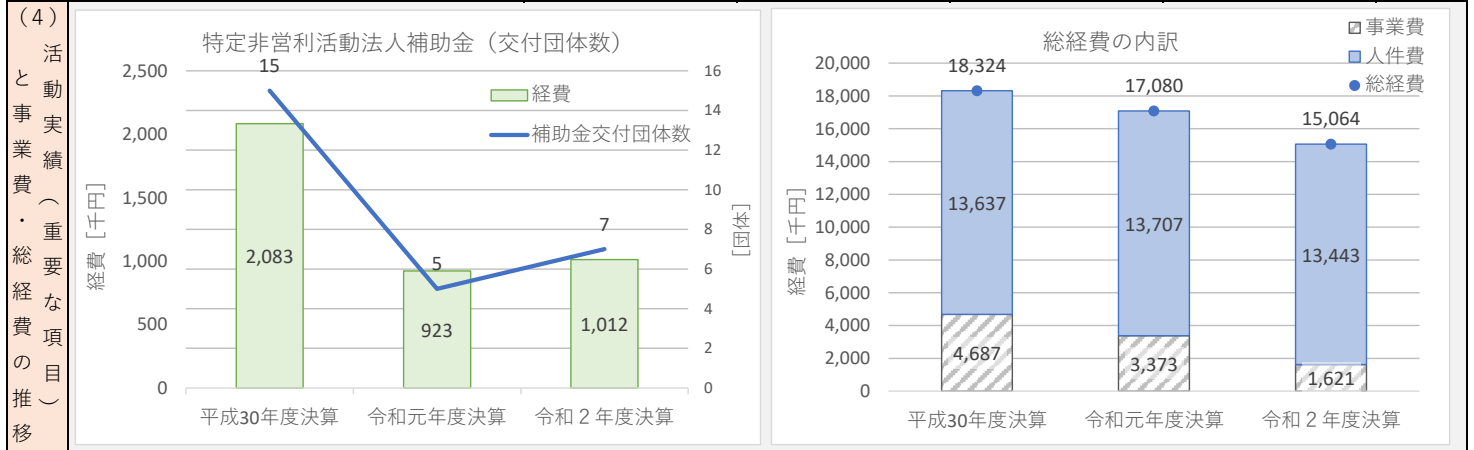 （４）活動実績（重要な項目）
と事業費・総経費の推移
特定非営利活動法人補助金（交付団体数）
経費
補助金交付団体数
経費［千円］
2,500
2,000
1,500
1,000
500
0
15
5
7
2,083
923
1,012
16
14
12
10
8
6
4
2
0
［団体］
平成30年度決算 令和元年度決算 令和２年度決算
総経費の内訳
事業費
人件費
総経費
経費［千円］
20,000
18,000
16,000
14,000
12,000
10,000
8,000
6,000
4,000
2,000
0
18,324
17,080
15,064
13,637
13,707
13,443
4,687
3,373
1,621
平成30年度決算 令和元年度決算 令和２年度決算